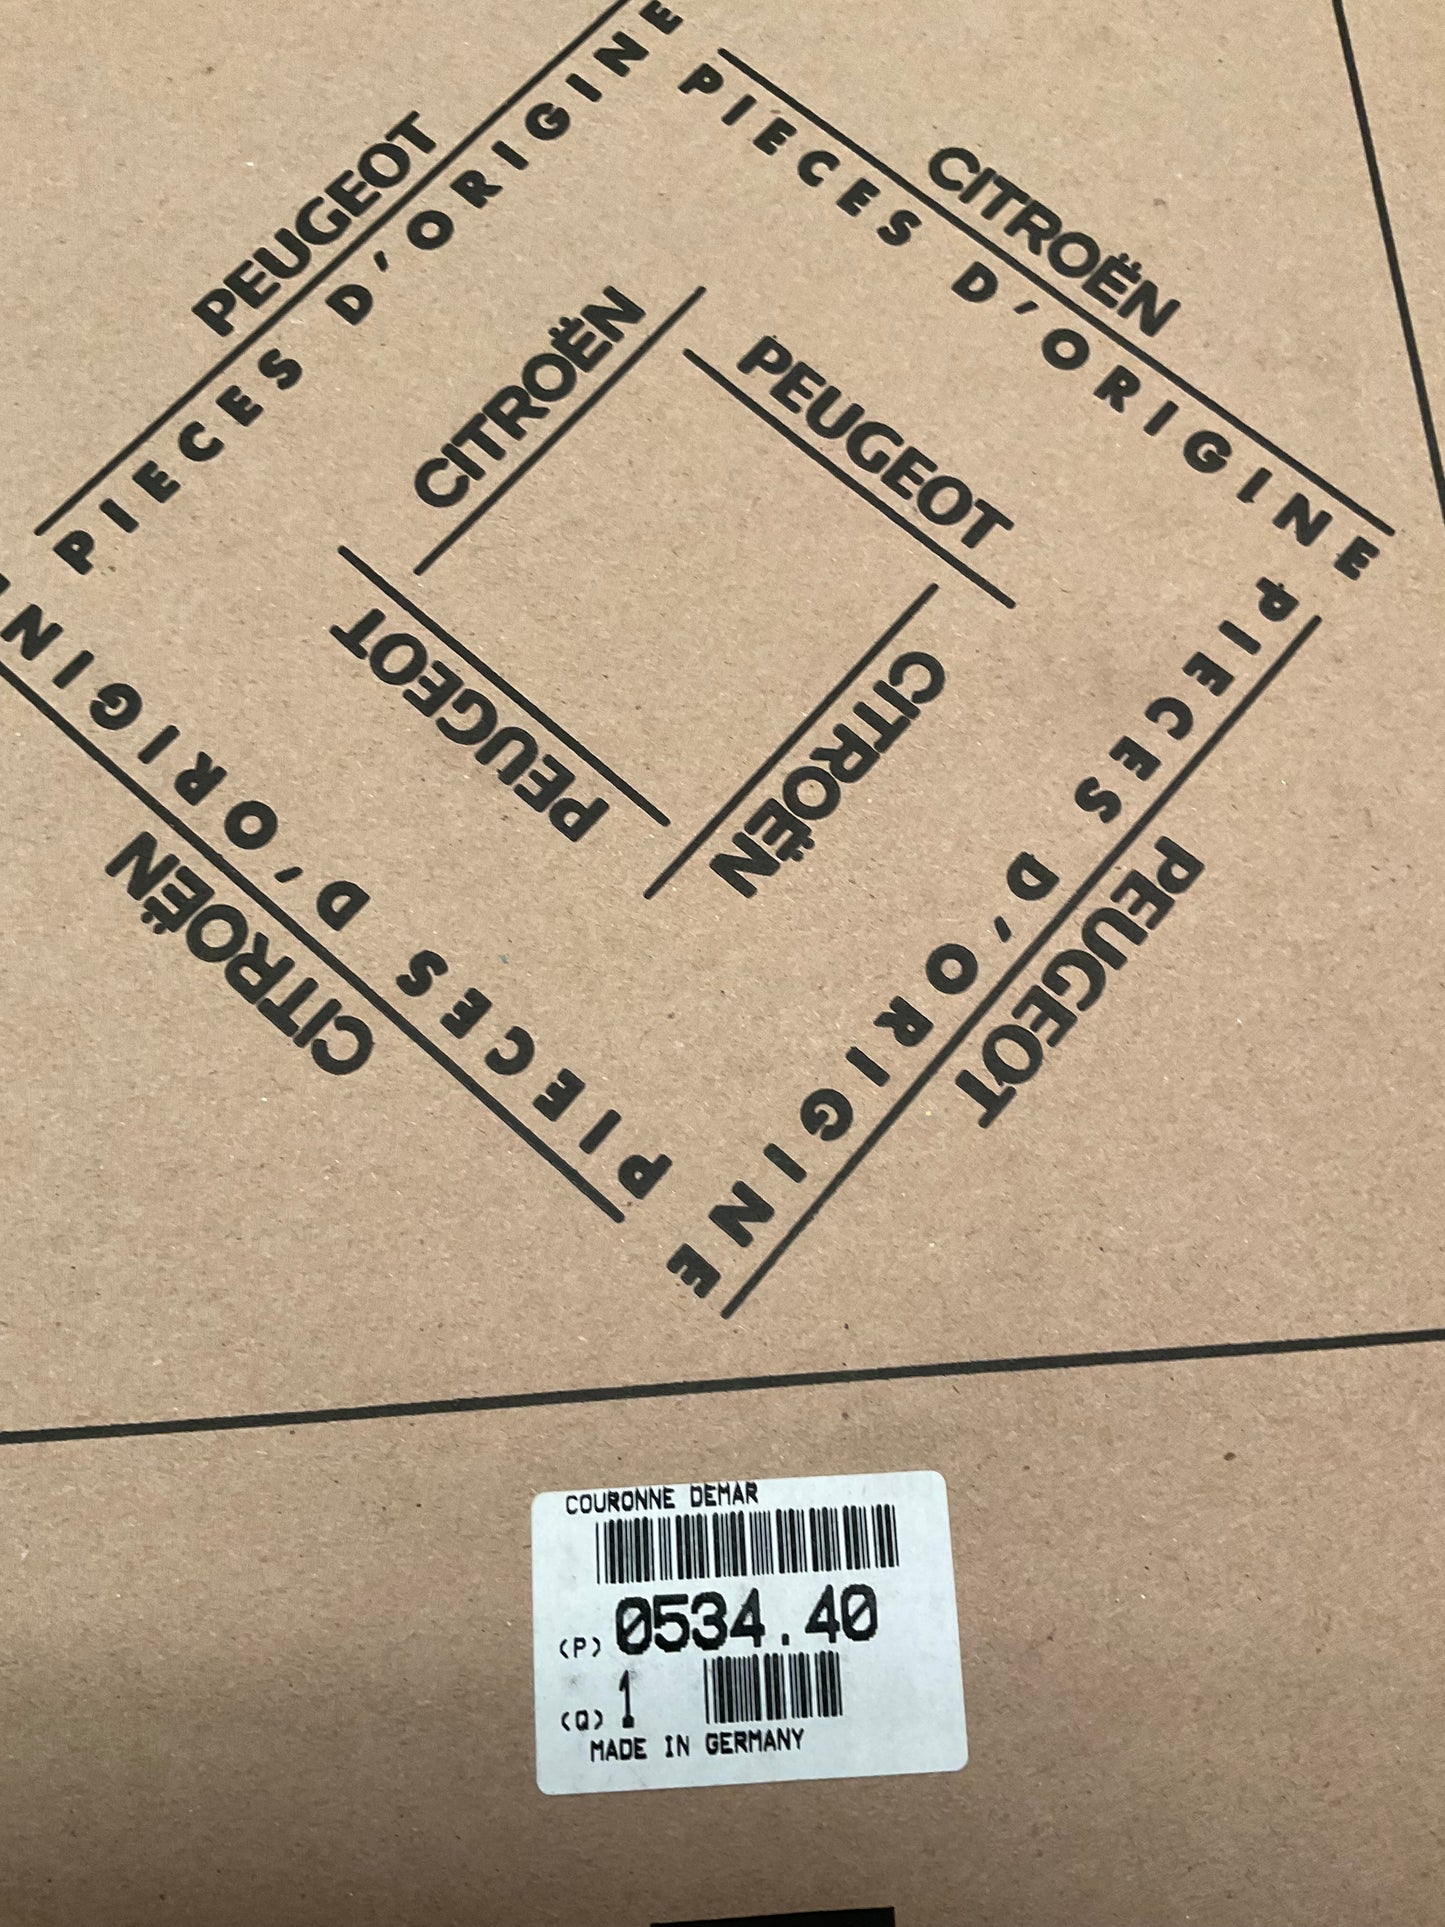 PEUGEOT
PIECES D'ORIGINE
CITROËN
PIECES D'ORIGINE
CITROËN
PEUGEOT
PEUGEOT
CITROËN
PIECES D'ORIGINE
PEUGEOT
PIECES D'ORIGINE
CITROËN
COURONNE DEMAR
(P) 0534.40
(Q) 1
MADE IN GERMANY